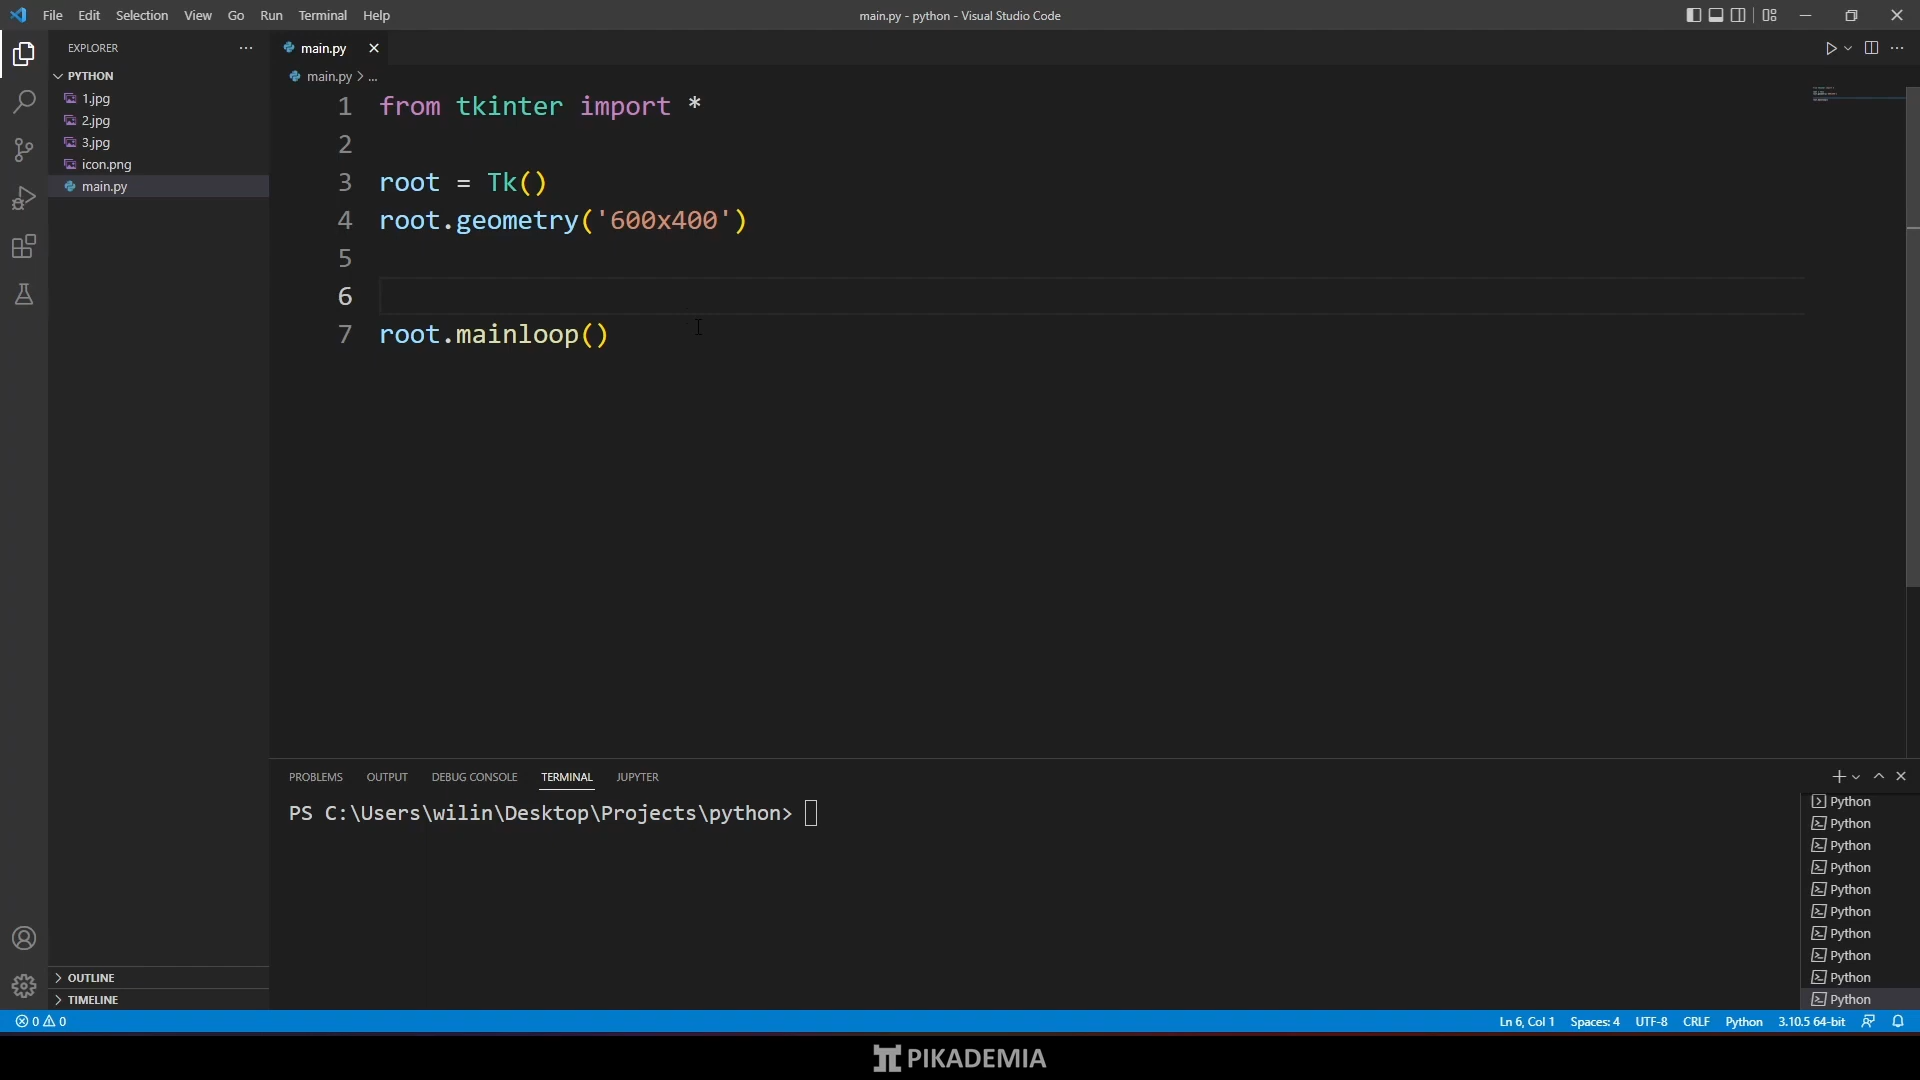 File Edit Selection View Go Run Terminal Help
main.py - python - Visual Studio Code
EXPLORER
PYTHON
1.jpg
2.jpg
3.jpg
icon.png
main.py
OUTLINE
TIMELINE
main.py
main.py > ...
1 from tkinter import *
2
3 root = Tk()
4 root.geometry('600x400')
5
6
7 root.mainloop()
PROBLEMS OUTPUT DEBUG CONSOLE TERMINAL JUPYTER
PS C:\Users\wilin\Desktop\Projects\python>
Python
Python
Python
Python
Python
Python
Python
Python
Python
Python
0 0
Ln 6, Col 1 Spaces: 4 UTF-8 CRLF Python 3.10.5 64-bit
PIKADEMIA